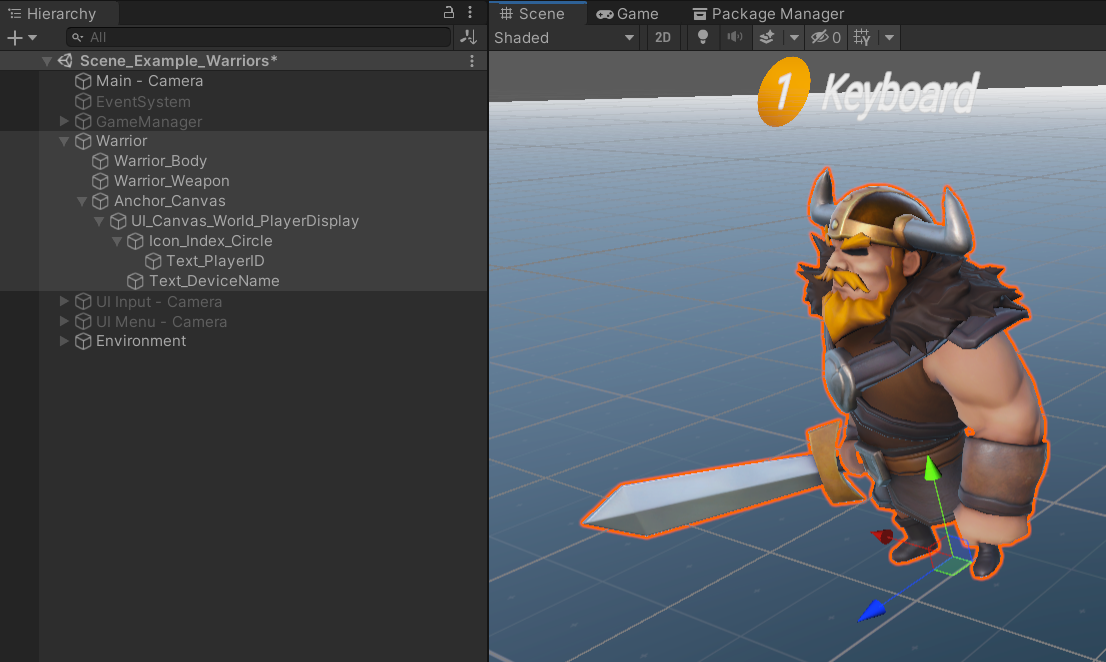 Hierarchy
All
Scene_Example_Warriors*
Main - Camera
EventSystem
GameManager
Warrior
Warrior_Body
Warrior_Weapon
Anchor_Canvas
UI_Canvas_World_PlayerDisplay
Icon_Index_Circle
Text_PlayerID
Text_DeviceName
UI Input - Camera
UI Menu - Camera
Environment
Scene Game Package Manager
Shaded 2D 0
1 Keyboard